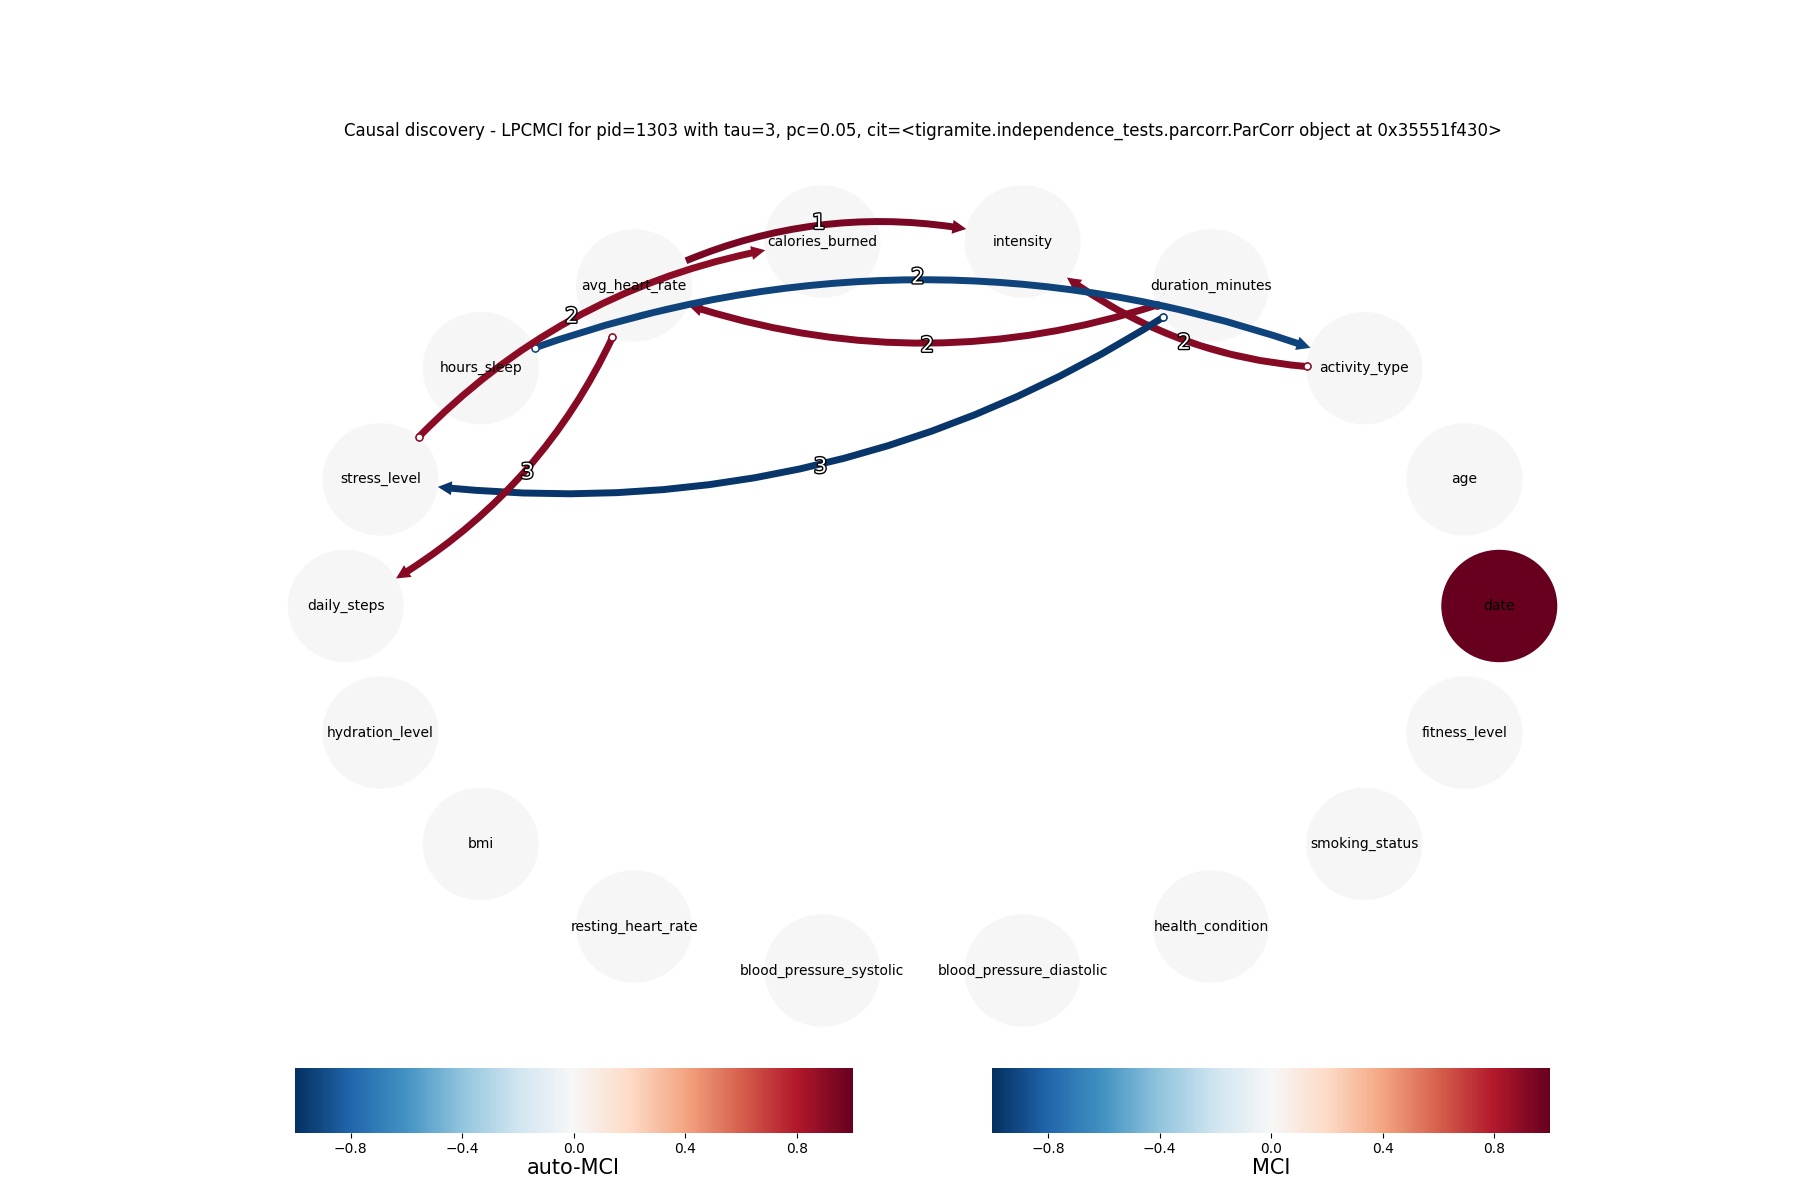 Causal discovery - LPCMCI for pid=1303 with tau=3, pc=0.05, cit=<tigramite.independence_tests.parcorr.ParCorr object at 0x35551f430>
1
calories_burned
intensity
2
avg_heart_rate
duration_minutes
2
2
2
hours_sleep
activity_type
3
3
stress_level
age
daily_steps
date
hydration_level
fitness_level
bmi
smoking_status
resting_heart_rate
health_condition
blood_pressure_systolic
blood_pressure_diastolic
−0.8 −0.4 0.0 0.4 0.8
auto-MCI
−0.8 −0.4 0.0 0.4 0.8
MCI